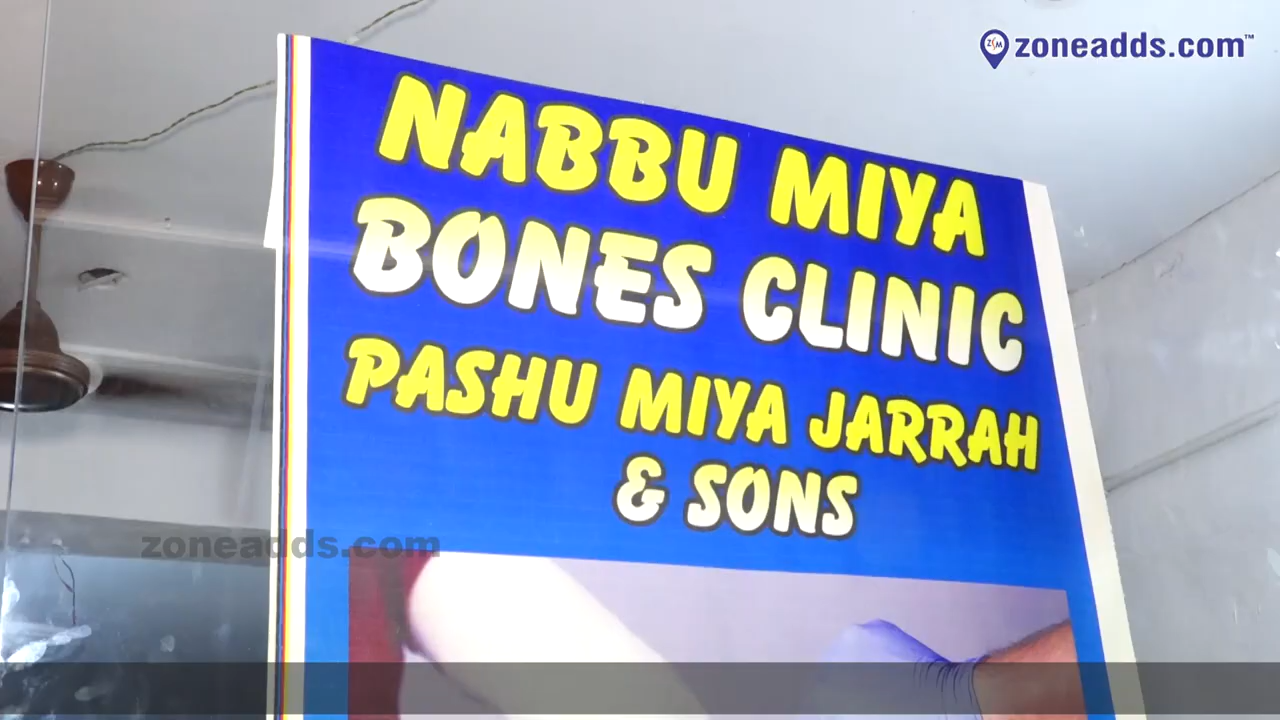 zoneadds.com™
NABBU MIYA
BONES CLINIC
PASHU MIYA JARRAH
& SONS
zoneadds.com